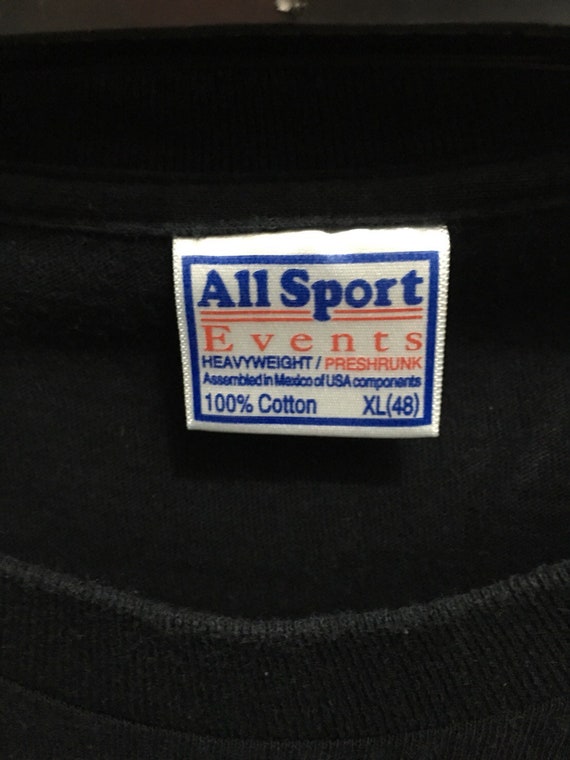 All Sport
Events
HEAVYWEIGHT / PRESHRUNK
Assembled in Mexico of USA components
100% Cotton XL(48)